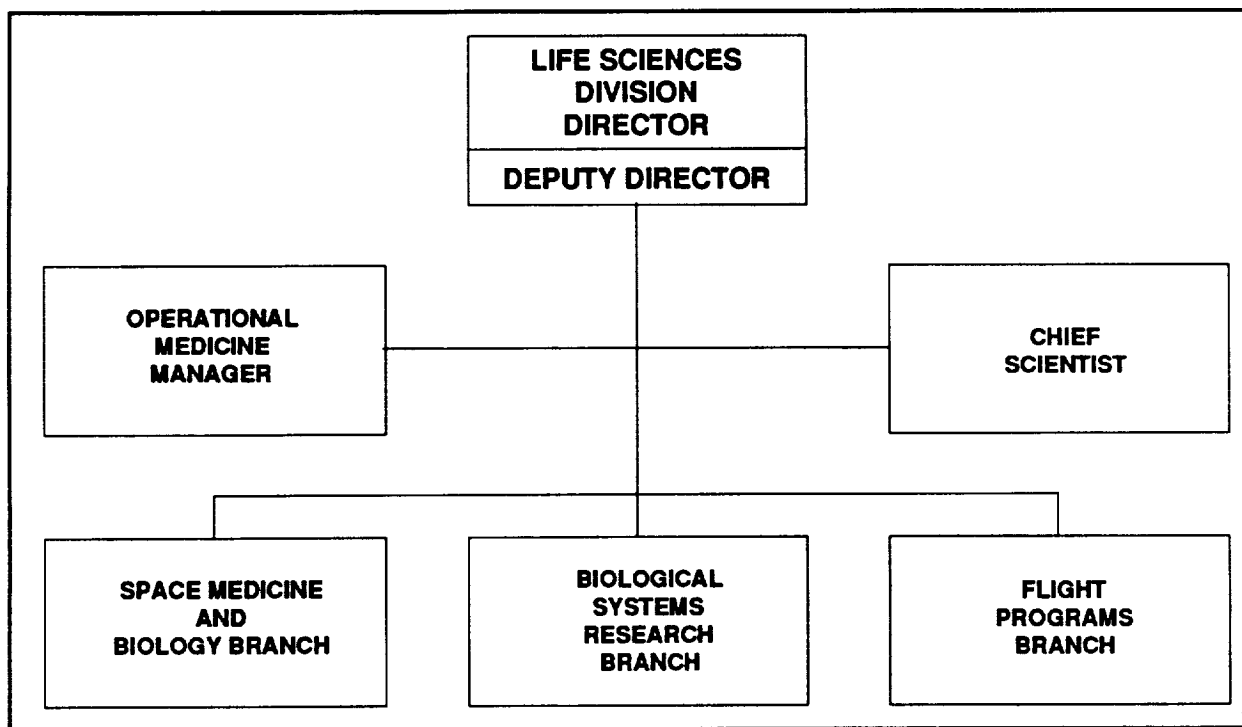 LIFE SCIENCES
DIVISION
DIRECTOR
DEPUTY DIRECTOR
OPERATIONAL
MEDICINE
MANAGER
CHIEF
SCIENTIST
SPACE MEDICINE
AND
BIOLOGY BRANCH
BIOLOGICAL
SYSTEMS
RESEARCH
BRANCH
FLIGHT
PROGRAMS
BRANCH